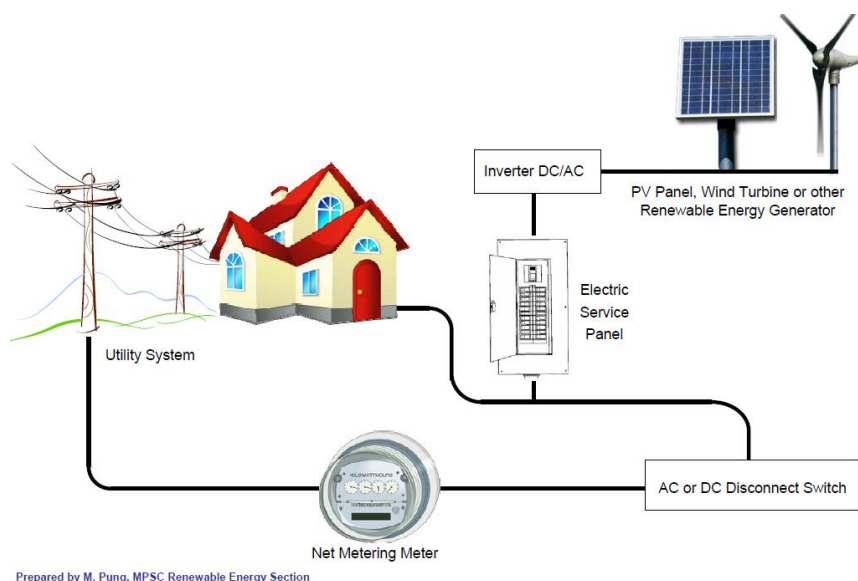 Inverter DC/AC
PV Panel, Wind Turbine or other
Renewable Energy Generator
Electric
Service
Panel
Utility System
AC or DC Disconnect Switch
Net Metering Meter
Prepared by M. Pung, MPSC Renewable Energy Section